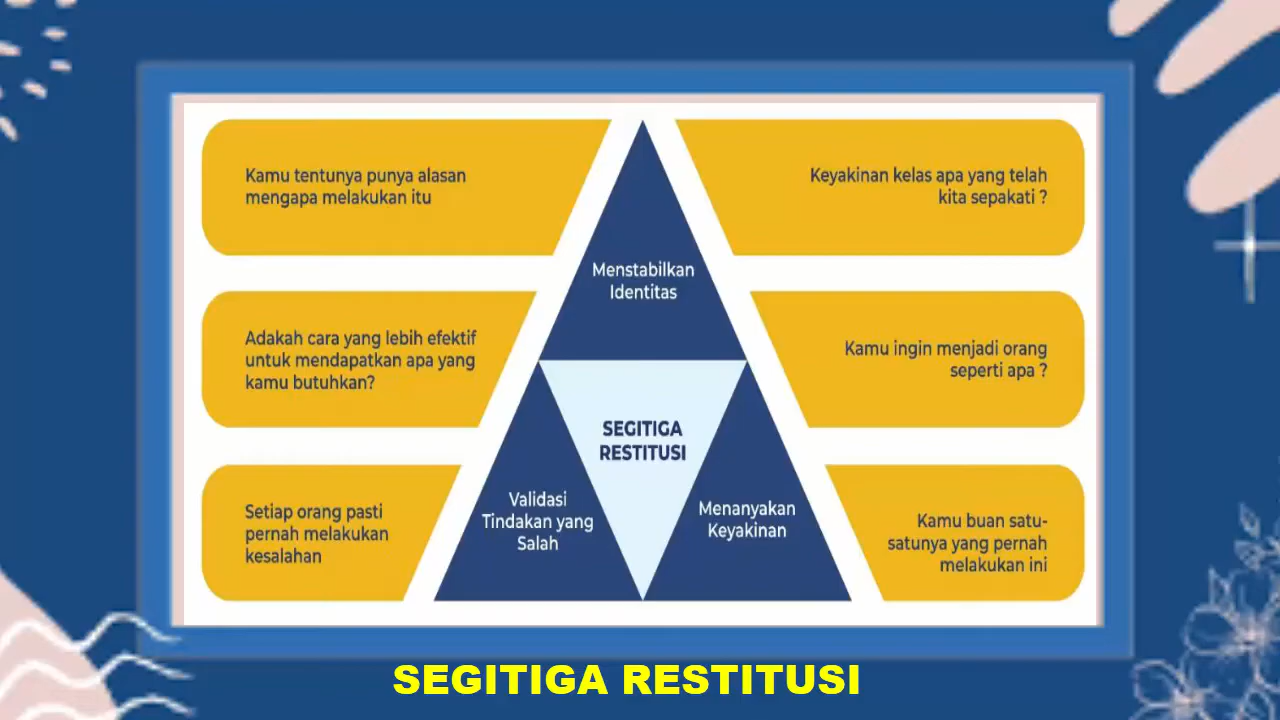 Kamu tentunya punya alasan
mengapa melakukan itu
Keyakinan kelas apa yang telah
kita sepakati ?
Menstabilkan
Identitas
Adakah cara yang lebih efektif
untuk mendapatkan apa yang
kamu butuhkan?
Kamu ingin menjadi orang
seperti apa ?
SEGITIGA
RESTITUSI
Setiap orang pasti
pernah melakukan
kesalahan
Validasi
Tindakan yang
Salah
Menanyakan
Keyakinan
Kamu buan satu-
satunya yang pernah
melakukan ini
SEGITIGA RESTITUSI